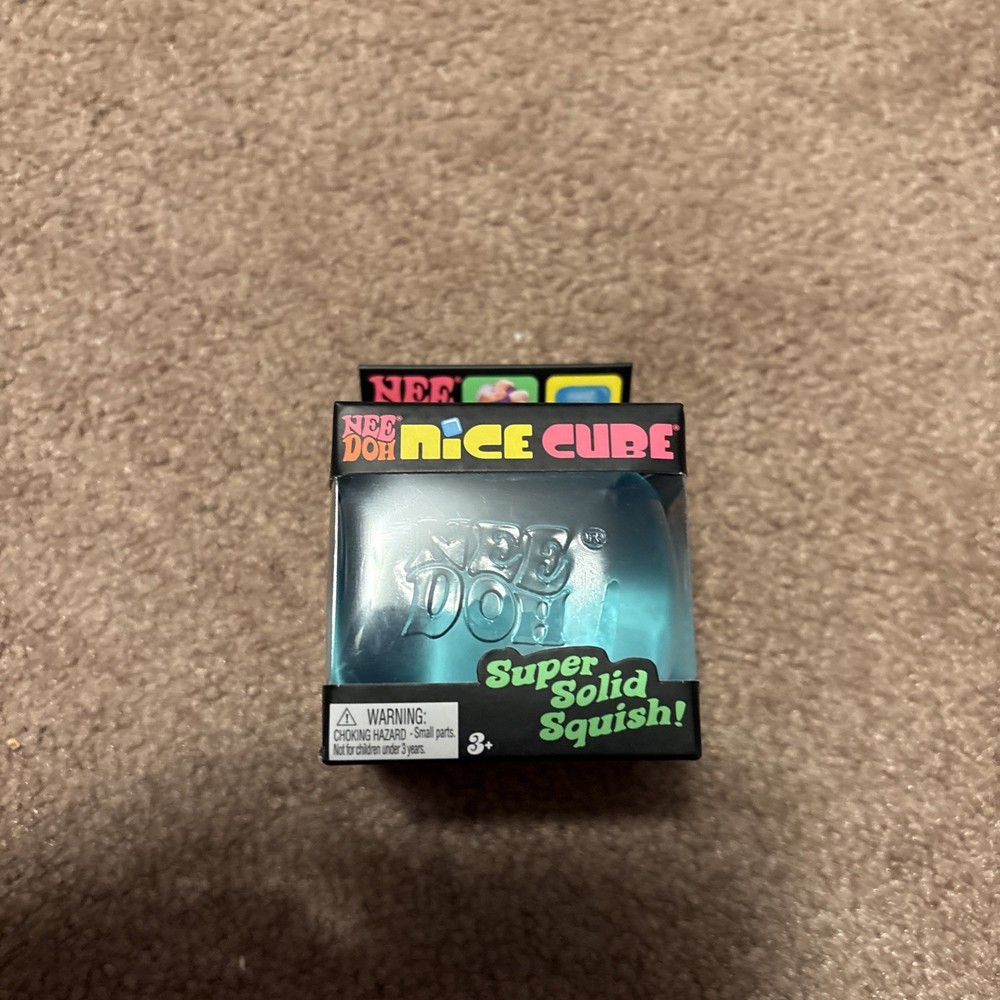 NEE
NEE DOH nice CUBE®
NEE ®
DOH
Super
Solid
Squish!
WARNING:
CHOKING HAZARD - Small parts.
Not for children under 3 years.
3+